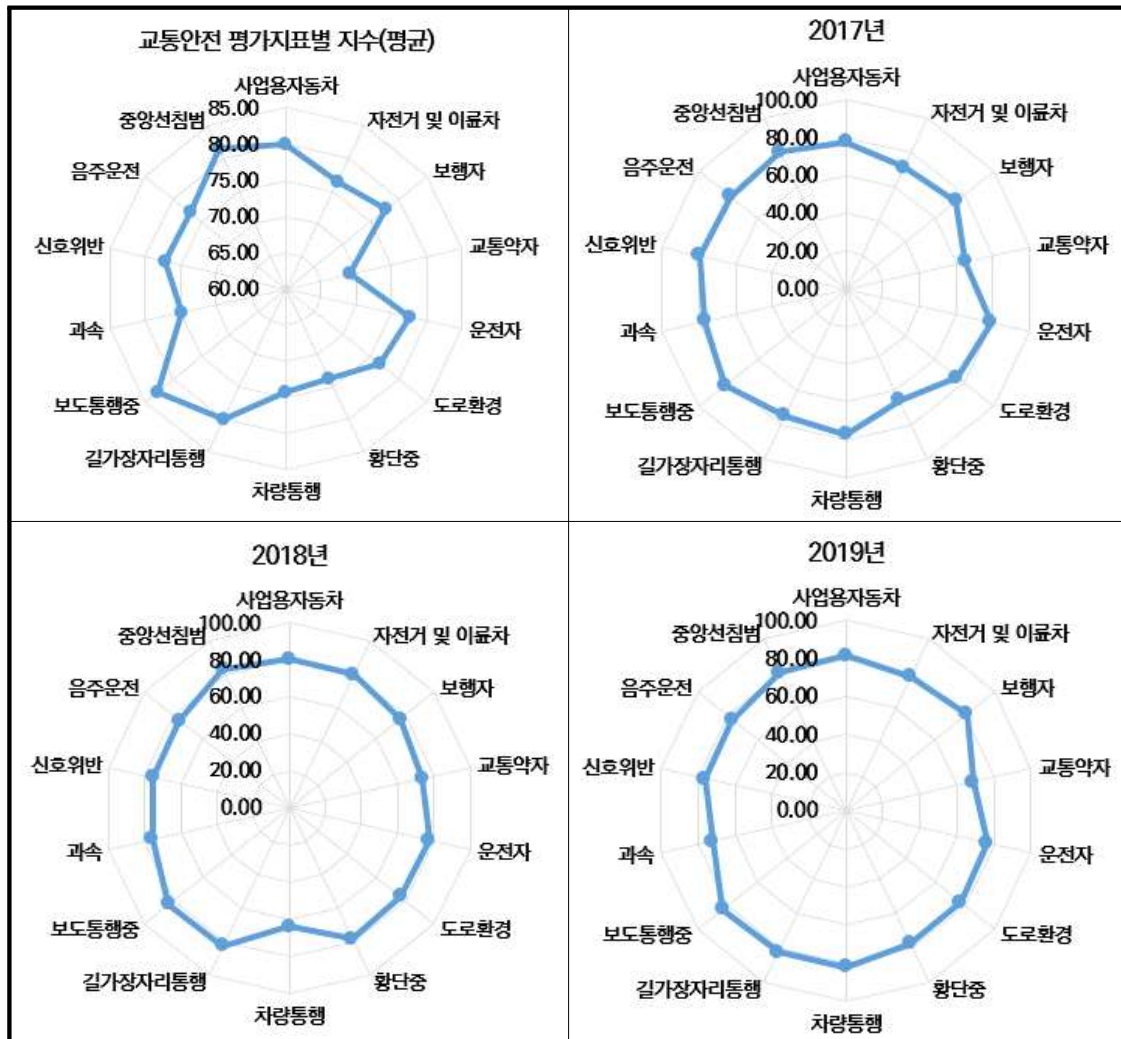 교통안전 평가지표별 지수(평균)
사업용자동차
자전거 및 이륜차
보행자
교통약자
운전자
도로환경
황단중
차량통행
길가장자리통행
보도통행중
과속
신호위반
음주운전
중앙선침범
85.00
80.00
75.00
70.00
65.00
60.00
2017년
사업용자동차
자전거 및 이륜차
보행자
교통약자
운전자
도로환경
황단중
차량통행
길가장자리통행
보도통행중
과속
신호위반
음주운전
중앙선침범
100.00
80.00
60.00
40.00
20.00
0.00
2018년
사업용자동차
자전거 및 이륜차
보행자
교통약자
운전자
도로환경
황단중
차량통행
길가장자리통행
보도통행중
과속
신호위반
음주운전
중앙선침범
100.00
80.00
60.00
40.00
20.00
0.00
2019년
사업용자동차
자전거 및 이륜차
보행자
교통약자
운전자
도로환경
황단중
차량통행
길가장자리통행
보도통행중
과속
신호위반
음주운전
중앙선침범
100.00
80.00
60.00
40.00
20.00
0.00